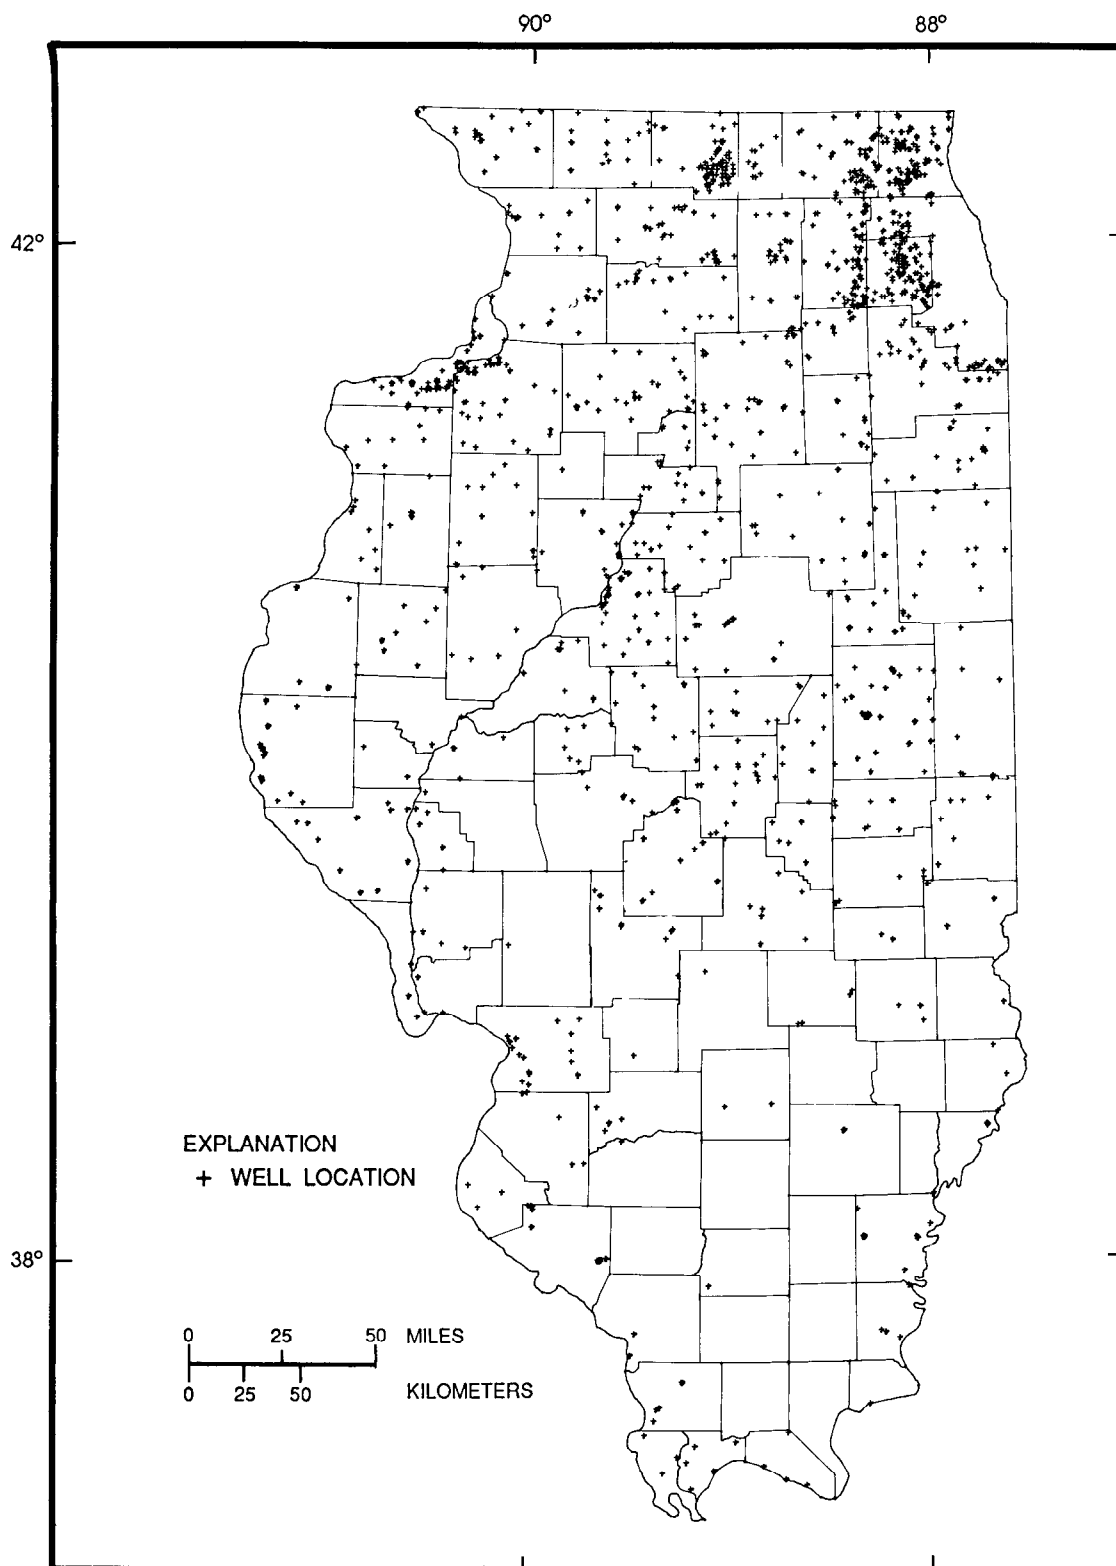 90° 88°
42°
EXPLANATION
+ WELL LOCATION
38°
0 25 50 MILES
0 25 50 KILOMETERS